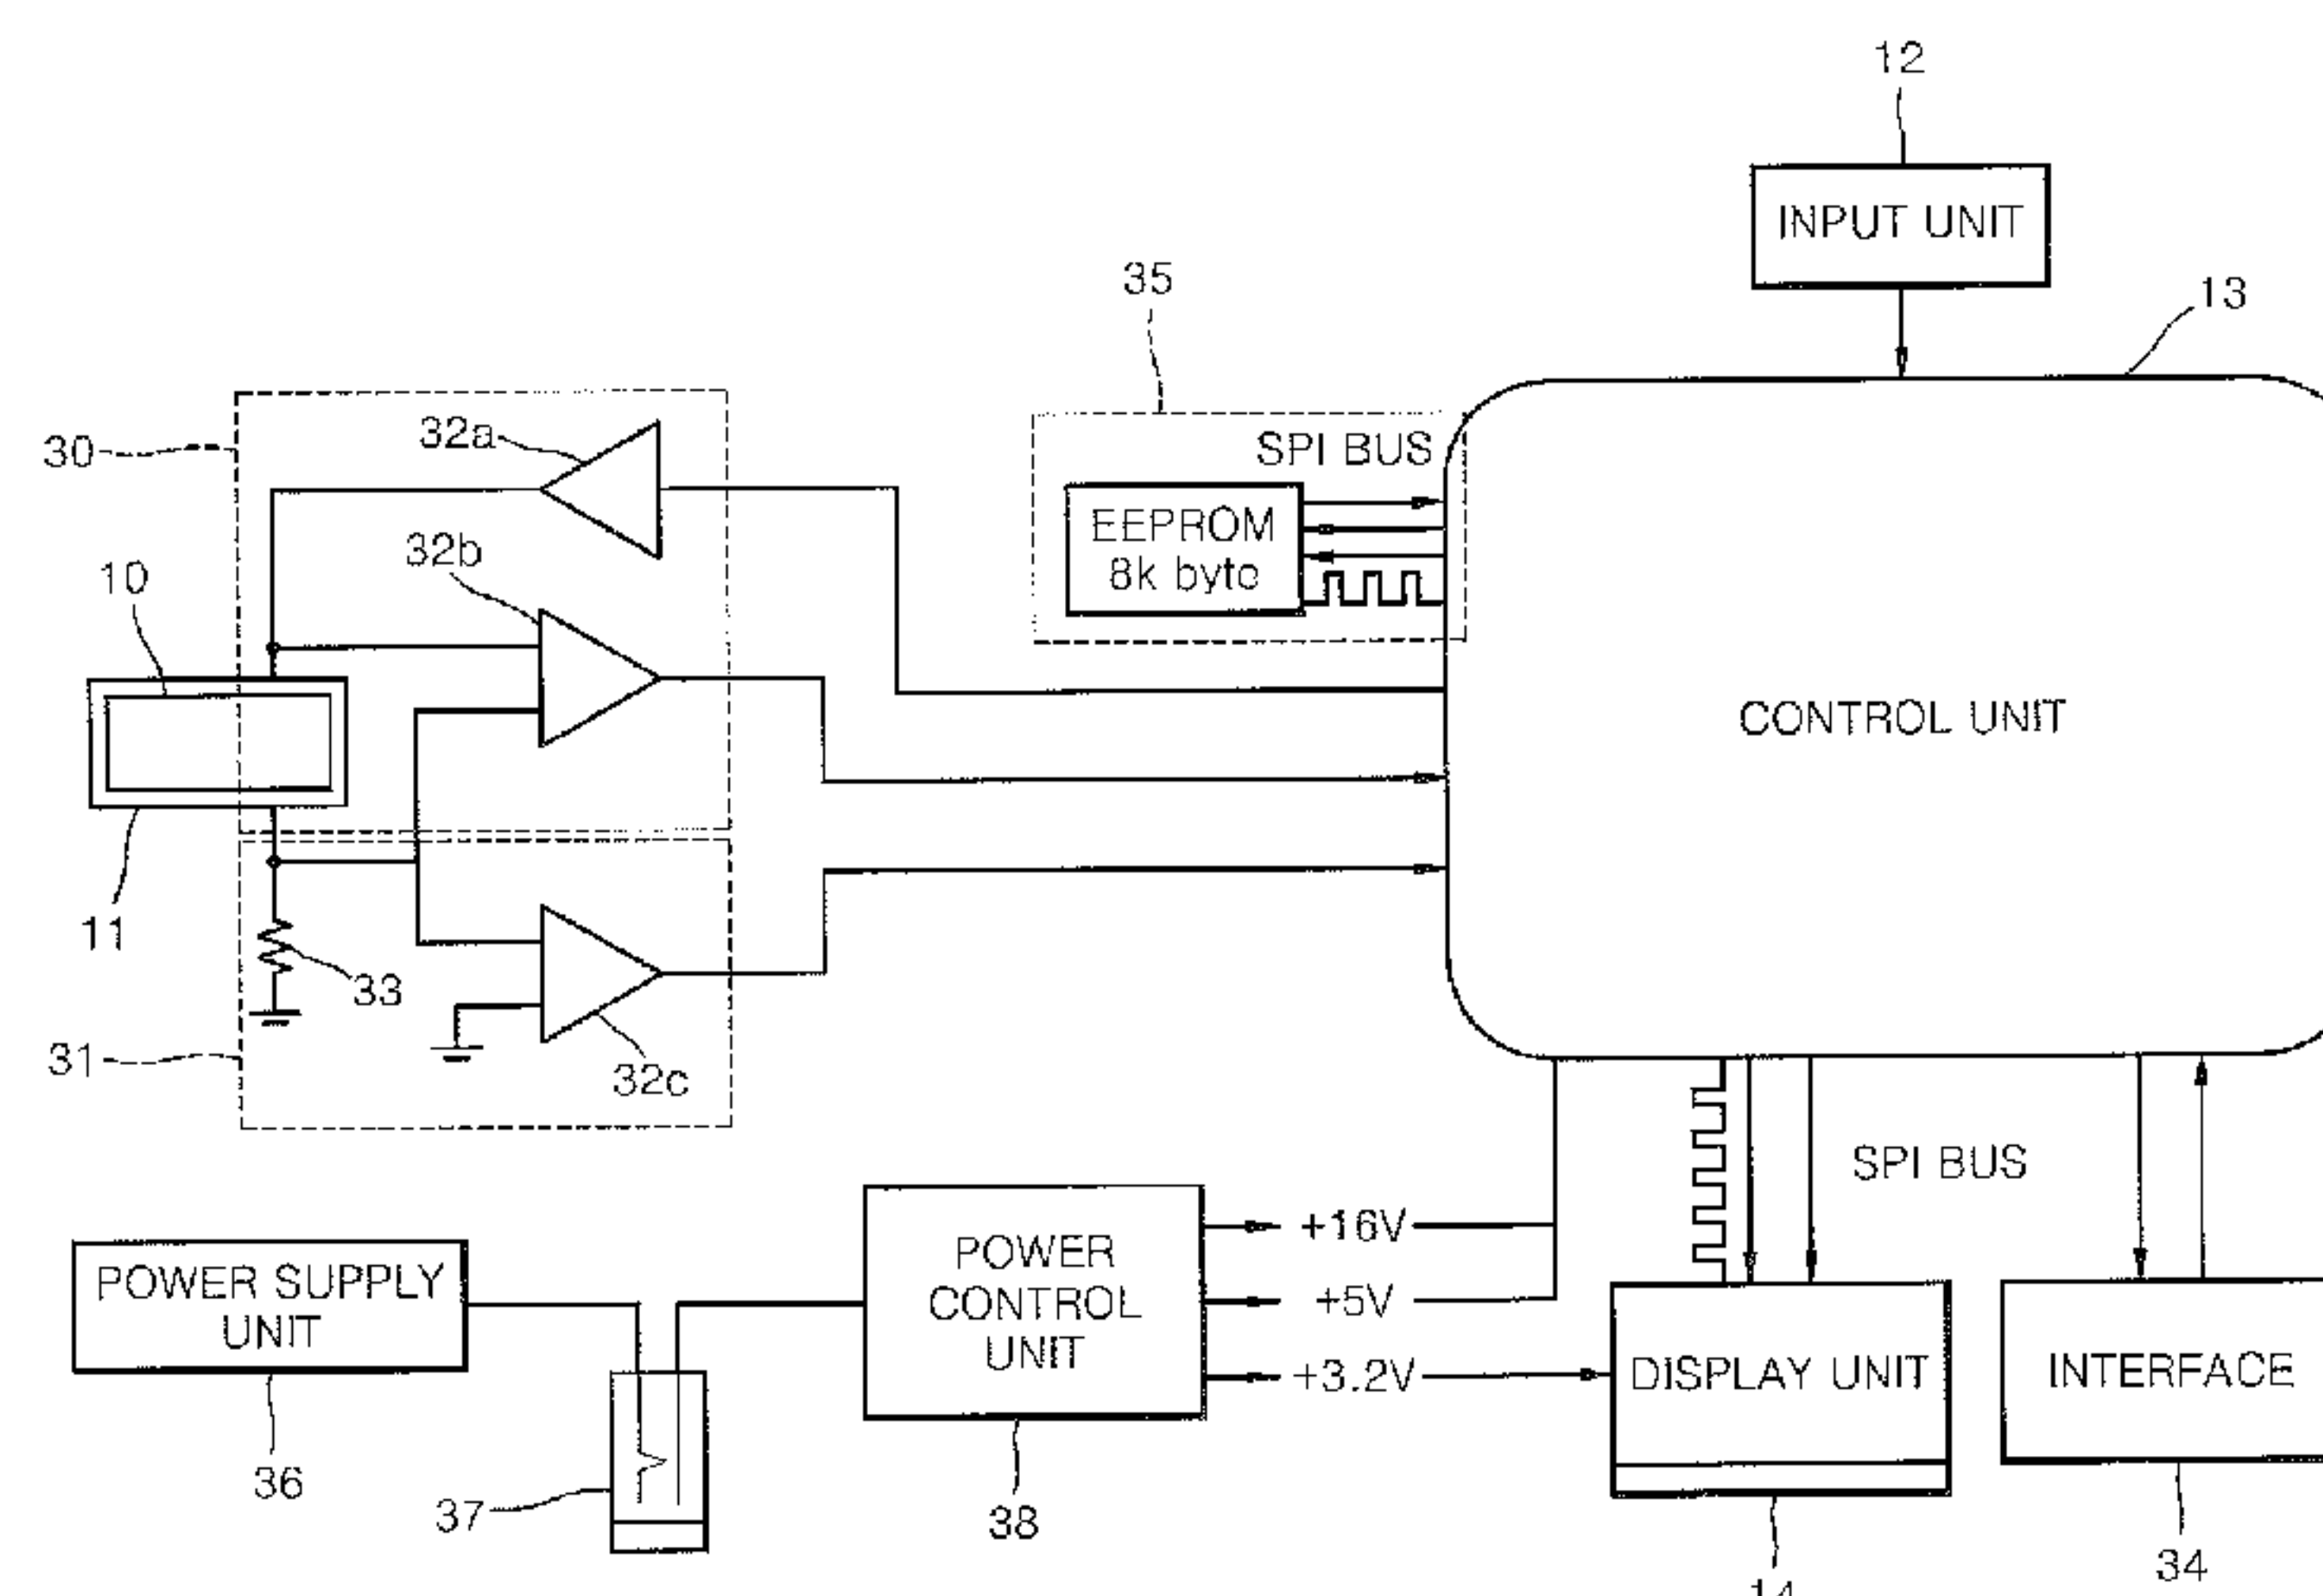 12
INPUT UNIT
35
13
SPI BUS
30
32a
EEPROM
8k byte
32b
10
CONTROL UNIT
11
33
31
32c
SPI BUS
+16V
POWER
CONTROL
UNIT
POWER SUPPLY
UNIT
+5V
+3.2V
DISPLAY UNIT
INTERFACE
36
37
38
34
14